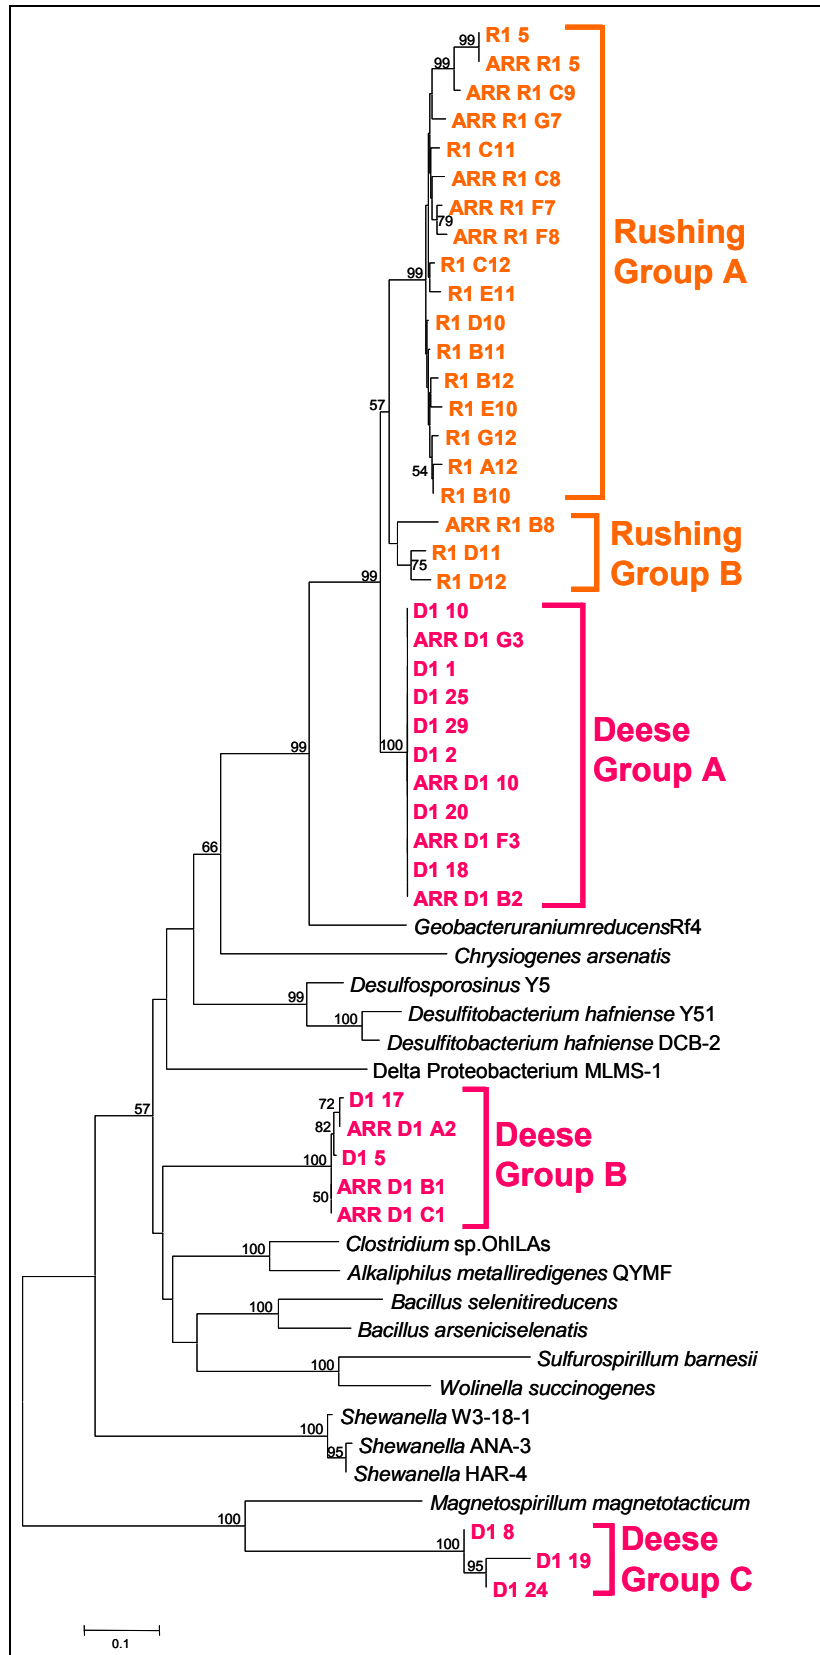 99
R1 5
99
ARR R1 5
ARR R1 C9
ARR R1 G7
R1 C11
ARR R1 C8
ARR R1 F7
79
ARR R1 F8
Rushing
Group A
R1 C12
99
R1 E11
R1 D10
R1 B11
R1 B12
57
R1 E10
R1 G12
54
R1 A12
R1 B10
ARR R1 B8
R1 D11
75
R1 D12
Rushing
Group B
99
D1 10
ARR D1 G3
D1 1
D1 25
D1 29
100
D1 2
ARR D1 10
D1 20
ARR D1 F3
D1 18
ARR D1 B2
Deese
Group A
99
66
GeobacteruraniumreducensRf4
Chrysiogenes arsenatis
Desulfosporosinus Y5
99
Desulfitobacterium hafniense Y51
100
Desulfitobacterium hafniense DCB-2
Delta Proteobacterium MLMS-1
57
72
D1 17
82
ARR D1 A2
D1 5
100
ARR D1 B1
50
ARR D1 C1
Deese
Group B
Clostridium sp.OhILAs
100
Alkaliphilus metalliredigenes QYMF
Bacillus selenitireducens
100
Bacillus arseniciselenatis
Sulfurospirillum barnesii
100
Wolinella succinogenes
Shewanella W3-18-1
100
Shewanella ANA-3
95
Shewanella HAR-4
Magnetospirillum magnetotacticum
100
D1 8
100
D1 19
95
D1 24
Deese
Group C
0.1